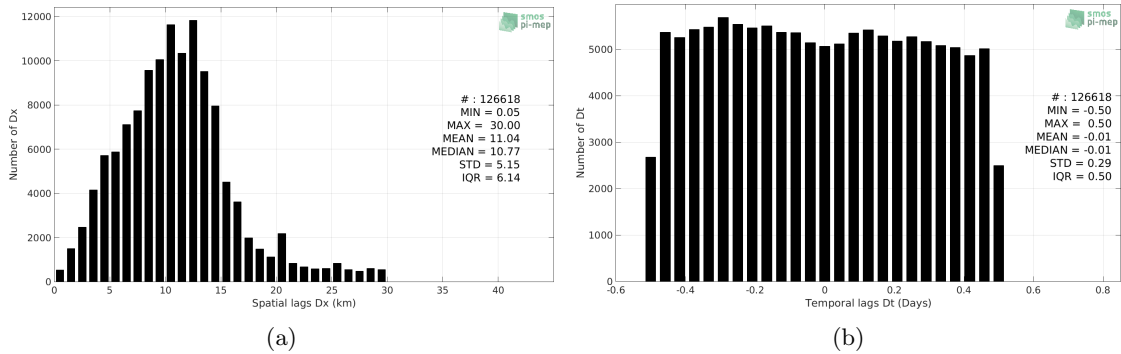 12000
10000
8000
6000
4000
2000
0
Number of Dx
0 5 10 15 20 25 30 35 40
Spatial lags Dx (km)
smos
pi-mep
# : 126618
MIN = 0.05
MAX = 30.00
MEAN = 11.04
MEDIAN = 10.77
STD = 5.15
IQR = 6.14
(a)
5000
4000
3000
2000
1000
0
Number of Dt
-0.6 -0.4 -0.2 0 0.2 0.4 0.6 0.8
Temporal lags Dt (Days)
smos
pi-mep
# : 126618
MIN = -0.50
MAX = 0.50
MEAN = -0.01
MEDIAN = -0.01
STD = 0.29
IQR = 0.50
(b)